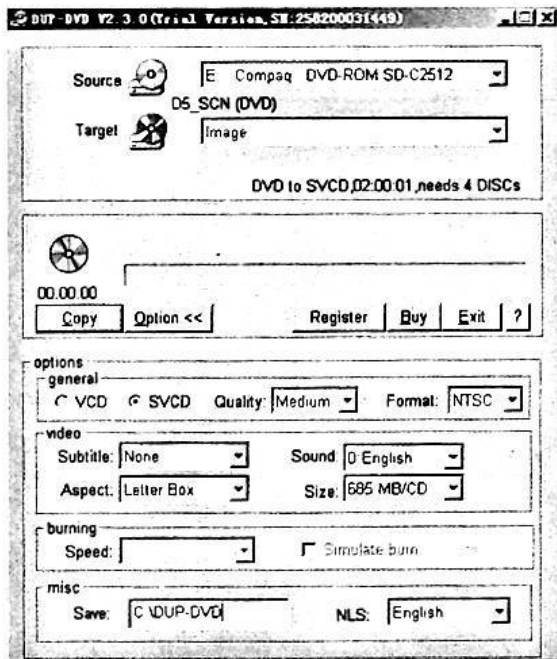 DUP-DVD V2.3.0(Trial Version,SN:258200031449)
Source
E Compaq DVD-ROM SD-C2512
D5_SCN (DVD)
Target
Image
DVD to SVCD,02:00:01,needs 4 DISCs
00.00.00
Copy Option << Register Buy Exit ?
options
general
VCD SVCD Quality: Medium Format: NTSC
video
Subtitle: None Sound: 0 English
Aspect: Letter Box Size: 685 MB/CD
burning
Speed: Simulate burn
misc
Save: C \DUP-DVD NLS: English